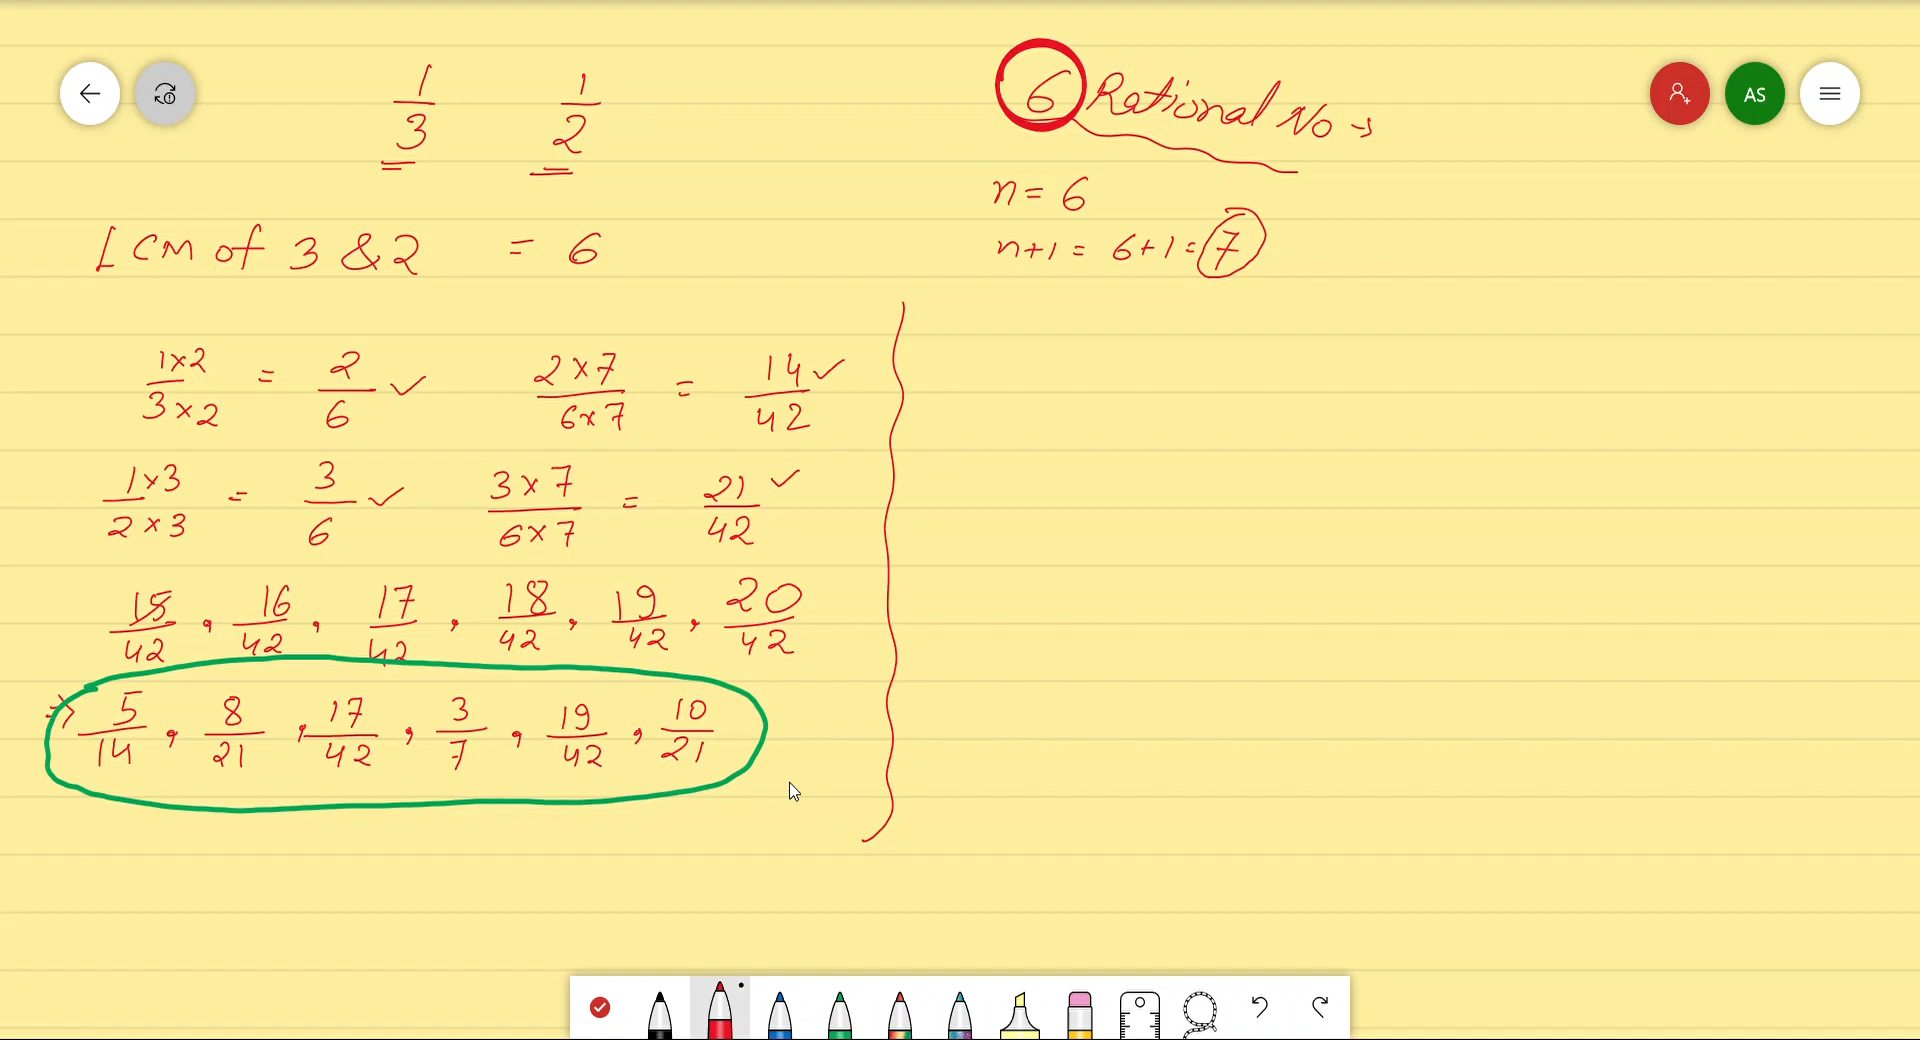 1/3 1/2
6 Rational No →
AS
n = 6
LCM of 3 & 2 = 6
n+1 = 6+1 = 7
1×2/3×2 = 2/6 ✓ 2×7/6×7 = 14/42 ✓
1×3/2×3 = 3/6 ✓ 3×7/6×7 = 21/42 ✓
15/42, 16/42, 17/42, 18/42, 19/42, 20/42
⇒ 5/14, 8/21, 17/42, 3/7, 19/42, 10/21